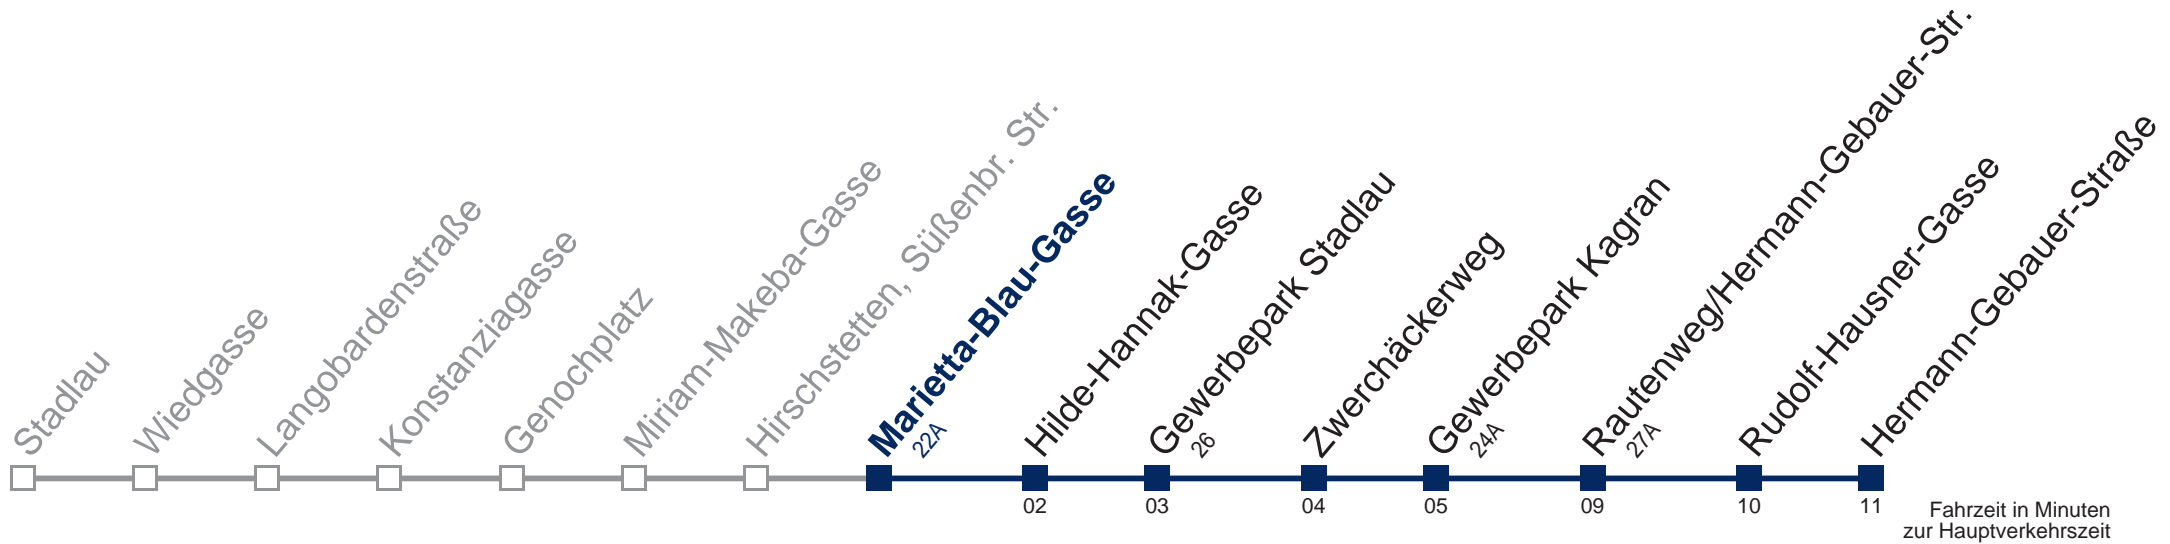 Stadlau
Wiedgasse
Langobardenstraße
Konstanziagasse
Genochplatz
Miriam-Makeba-Gasse
Hirschstetten, Süßenbr. Str.
Marietta-Blau-Gasse
22A
Hilde-Hannak-Gasse
Gewerbepark Stadlau
26
Zwerchäckerweg
Gewerbepark Kagran
24A
Rautenweg/Hermann-Gebauer-Str.
27A
Rudolf-Hausner-Gasse
Hermann-Gebauer-Straße
02 03 04 05 09 10 11
Fahrzeit in Minuten
zur Hauptverkehrszeit